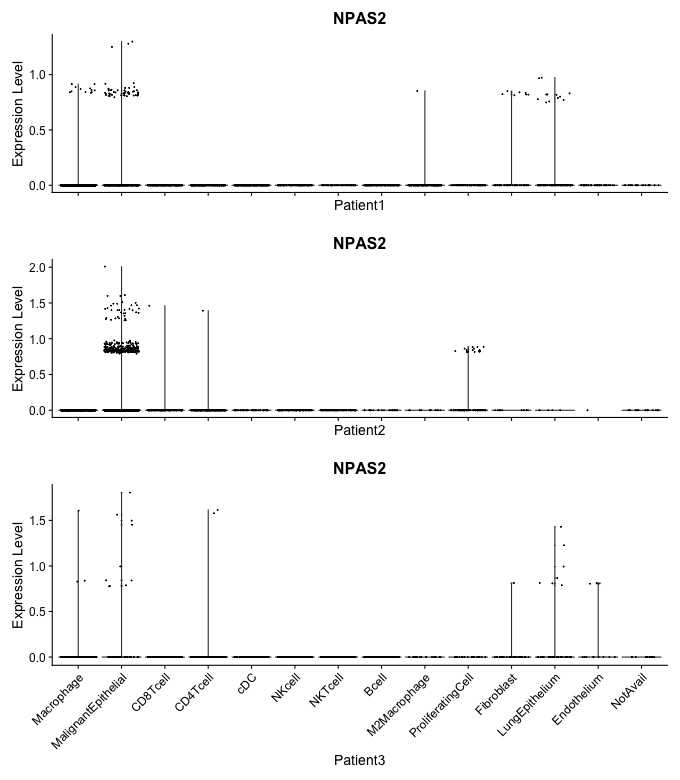 NPAS2
Expression Level
1.0
0.5
0.0
Patient1
NPAS2
Expression Level
2.0
1.5
1.0
0.5
0.0
Patient2
NPAS2
Expression Level
1.5
1.0
0.5
0.0
Macrophage
MalignantEpithelial
CD8Tcell
CD4Tcell
cDC
NKcell
NKTcell
Bcell
M2Macrophage
ProliferatingCell
Fibroblast
LungEpithelium
Endothelium
NotAvail
Patient3